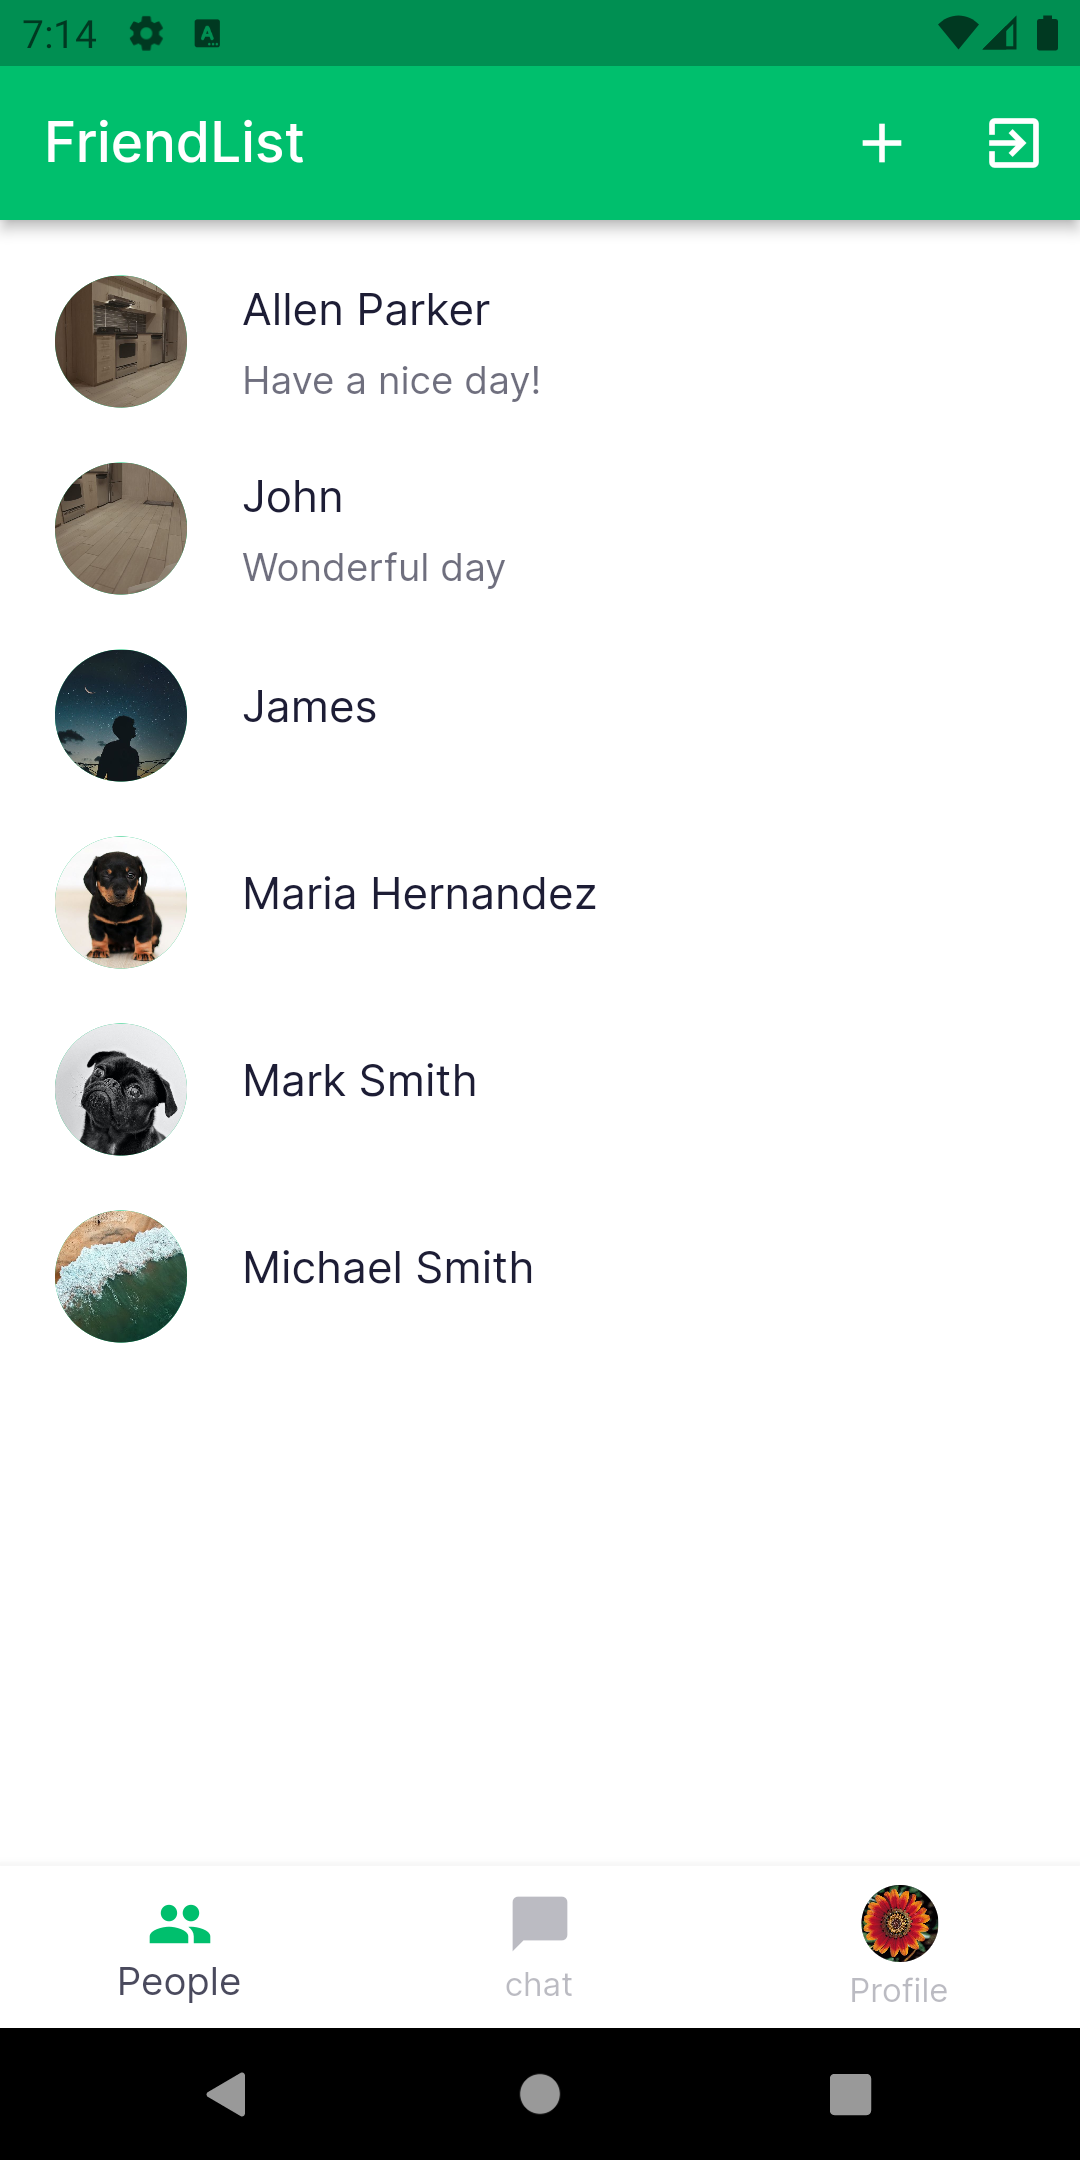 7:14
FriendList
Allen Parker
Have a nice day!
John
Wonderful day
James
Maria Hernandez
Mark Smith
Michael Smith
People
chat
Profile